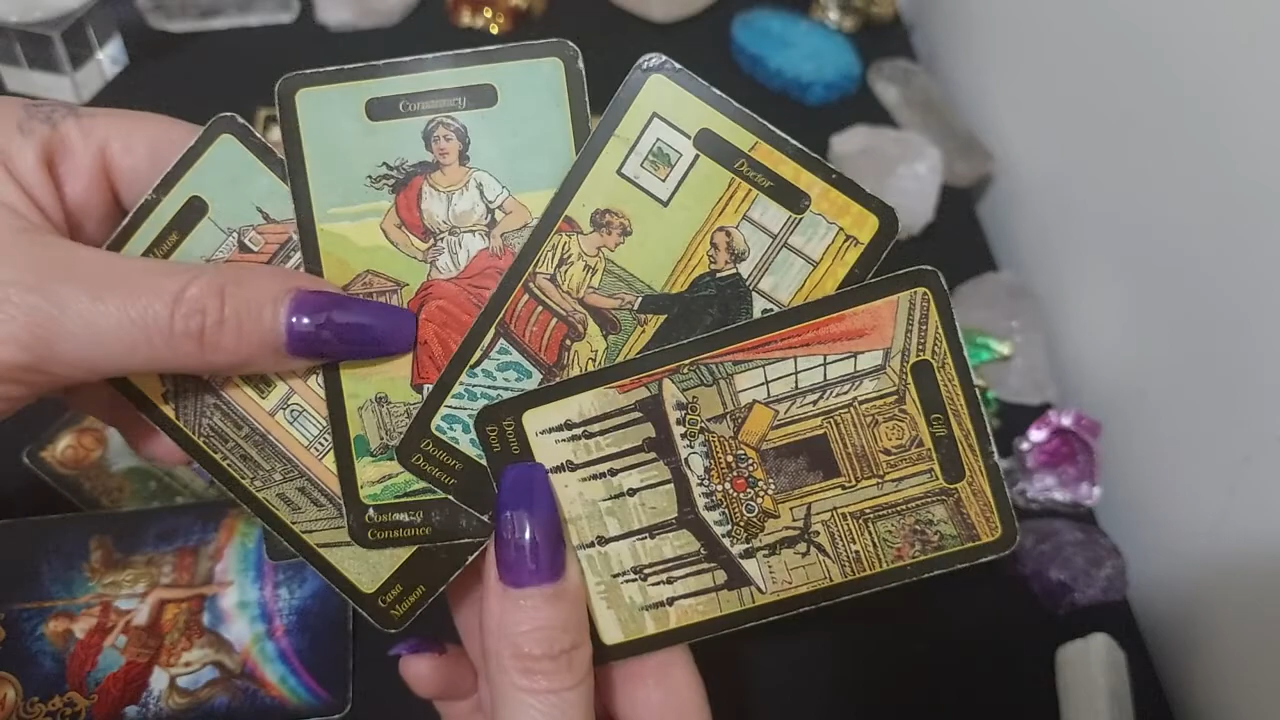 House
Constancy
Doctor
Gift
Dono
Don
Dottore
Docteur
Costanza
Constance
Casa
Maison